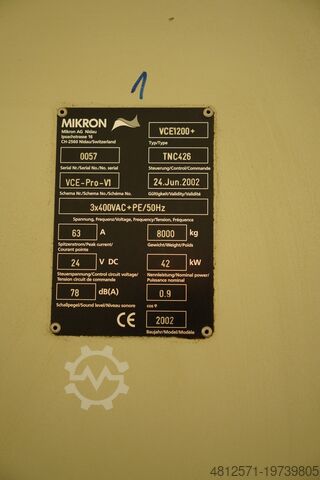 1
MIKRON
Mikron AG Nidau
Ipsachstrasse 16
CH-2560 Nidau/Switzerland
VCE1200+
Typ/Type
0057
Serial Nr/Serial No./No. Serie
TNC426
Steuerung/Control/Commande
VCE-Pro-V1
Schema Nr/Schema No./Schéma No.
24.Jun.2002
Gültigkeit/Validity/Validité
3x400VAC+PE/50Hz
Spannung, Frequenz/Voltage, Frequency/Tension, Fréquence
63 A
Spitzenstrom/Peak current/
Courant de pointe
8000 kg
Gewicht/Weight/Poids
24 V DC
Steuerspannung/Control circuit voltage/
Tension circuit de commande
42 kW
Nennleistung/Nominal power/
Puissance nominal
78 dB(A)
Schallpegel/Sound level/Niveau sonore
0.9
cos φ
CE
2002
Baujahr/Model/Modèle
4812571-19739805